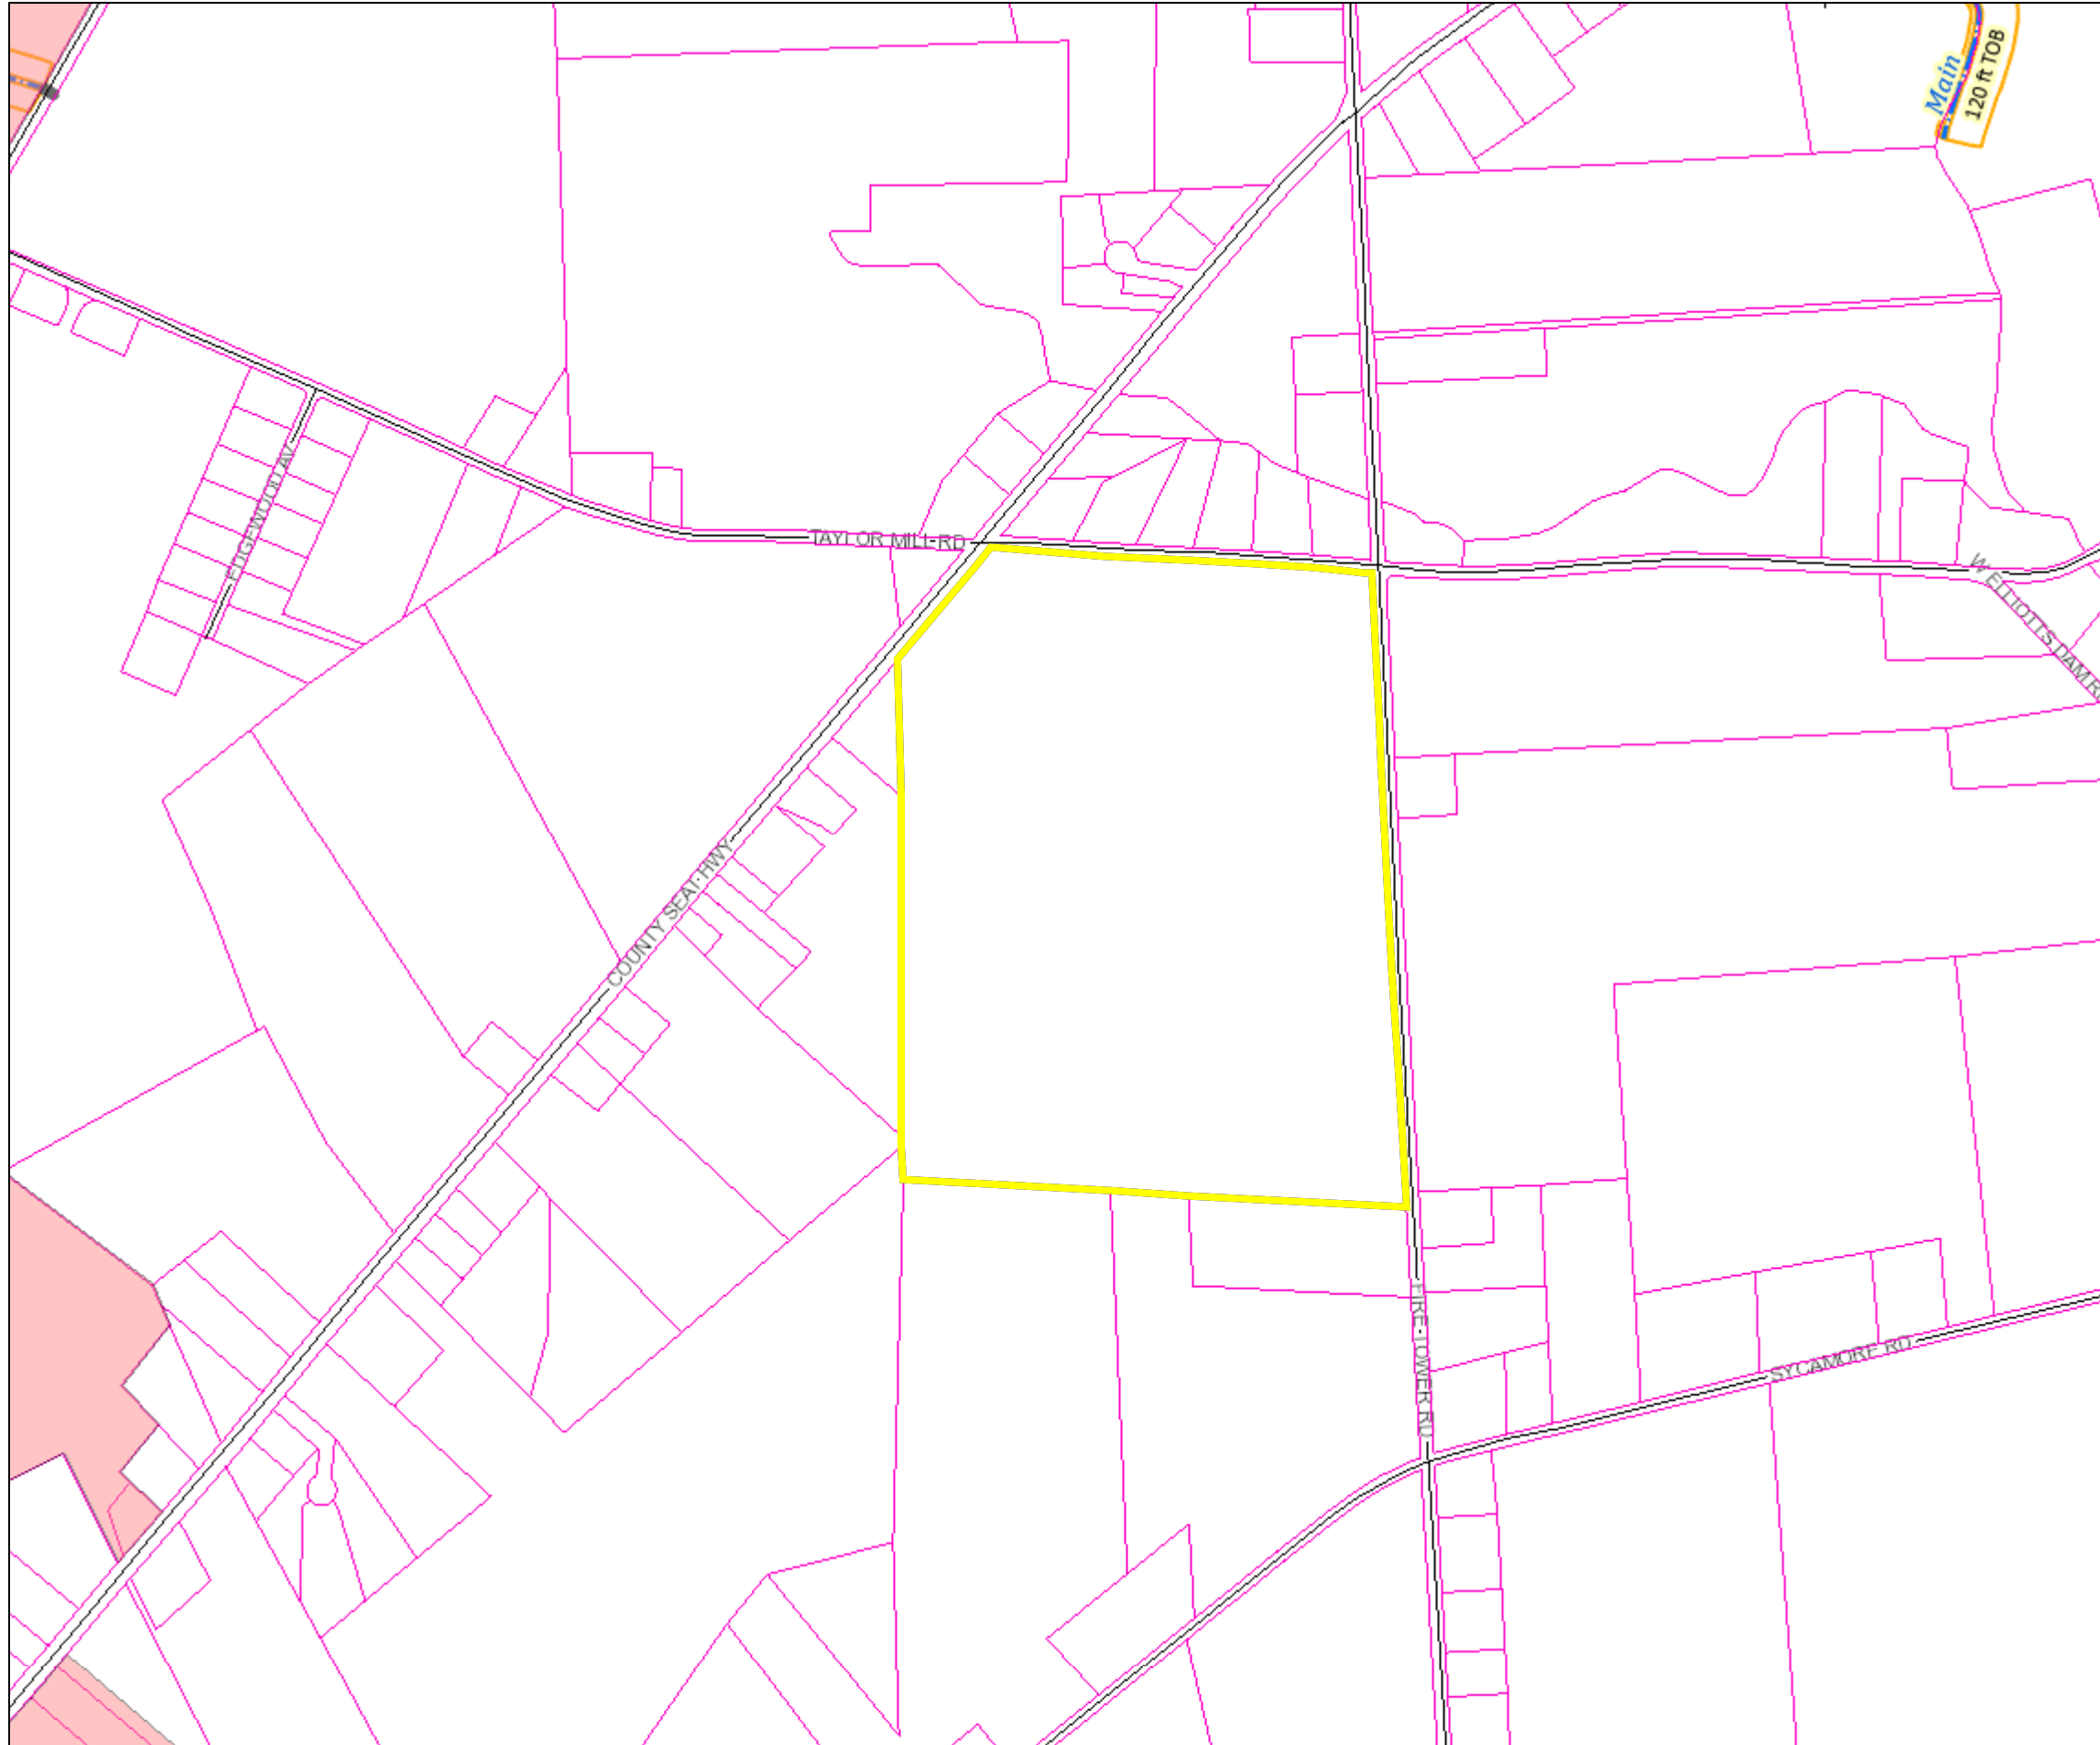 Main
120 ft TOB
EDGEWOOD AV
TAYLOR MILL RD
W ELLIOTTS DAM R
COUNTY SEAT HWY
FIRE TOWER RD
SYCAMORE RD